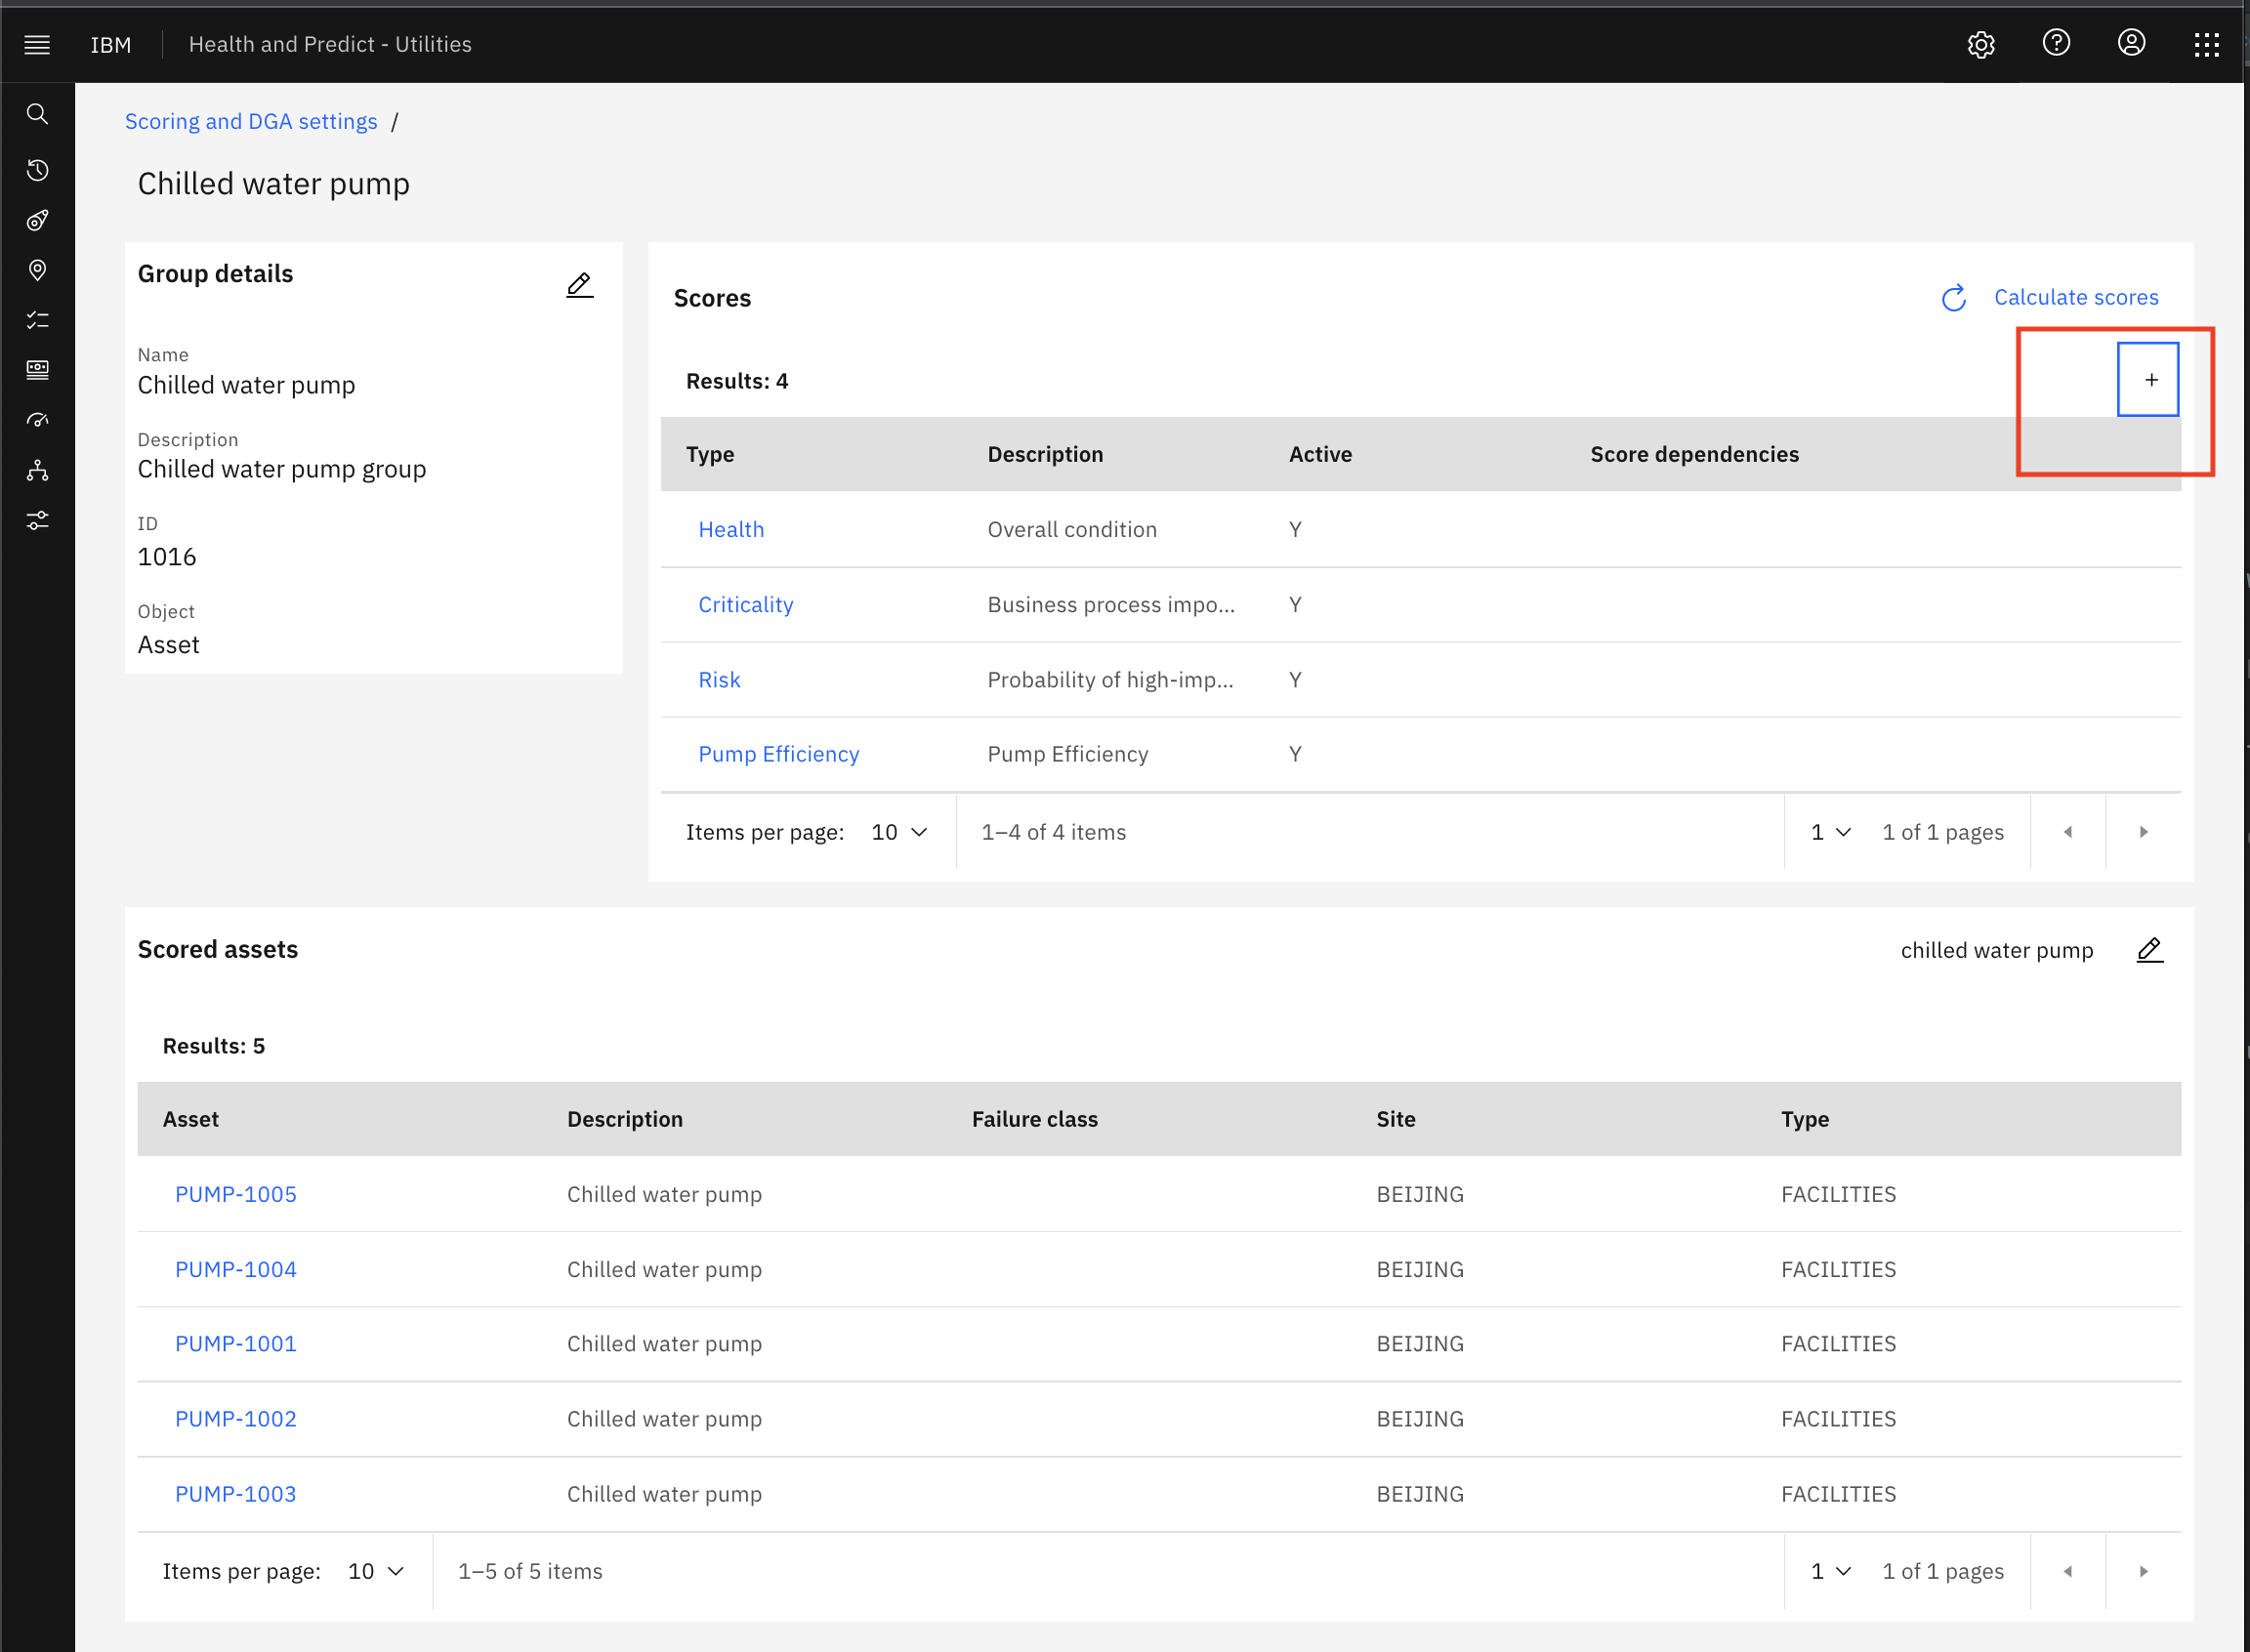 IBM
Health and Predict - Utilities
Scoring and DGA settings /
Chilled water pump
Group details
Name
Chilled water pump
Description
Chilled water pump group
ID
1016
Object
Asset
Scores
Calculate scores
Results: 4
+
Type Description Active Score dependencies
Health Overall condition Y
Criticality Business process impo... Y
Risk Probability of high-imp... Y
Pump Efficiency Pump Efficiency Y
Items per page: 10 1–4 of 4 items 1 1 of 1 pages
Scored assets
chilled water pump
Results: 5
Asset Description Failure class Site Type
PUMP-1005 Chilled water pump BEIJING FACILITIES
PUMP-1004 Chilled water pump BEIJING FACILITIES
PUMP-1001 Chilled water pump BEIJING FACILITIES
PUMP-1002 Chilled water pump BEIJING FACILITIES
PUMP-1003 Chilled water pump BEIJING FACILITIES
Items per page: 10 1–5 of 5 items 1 1 of 1 pages